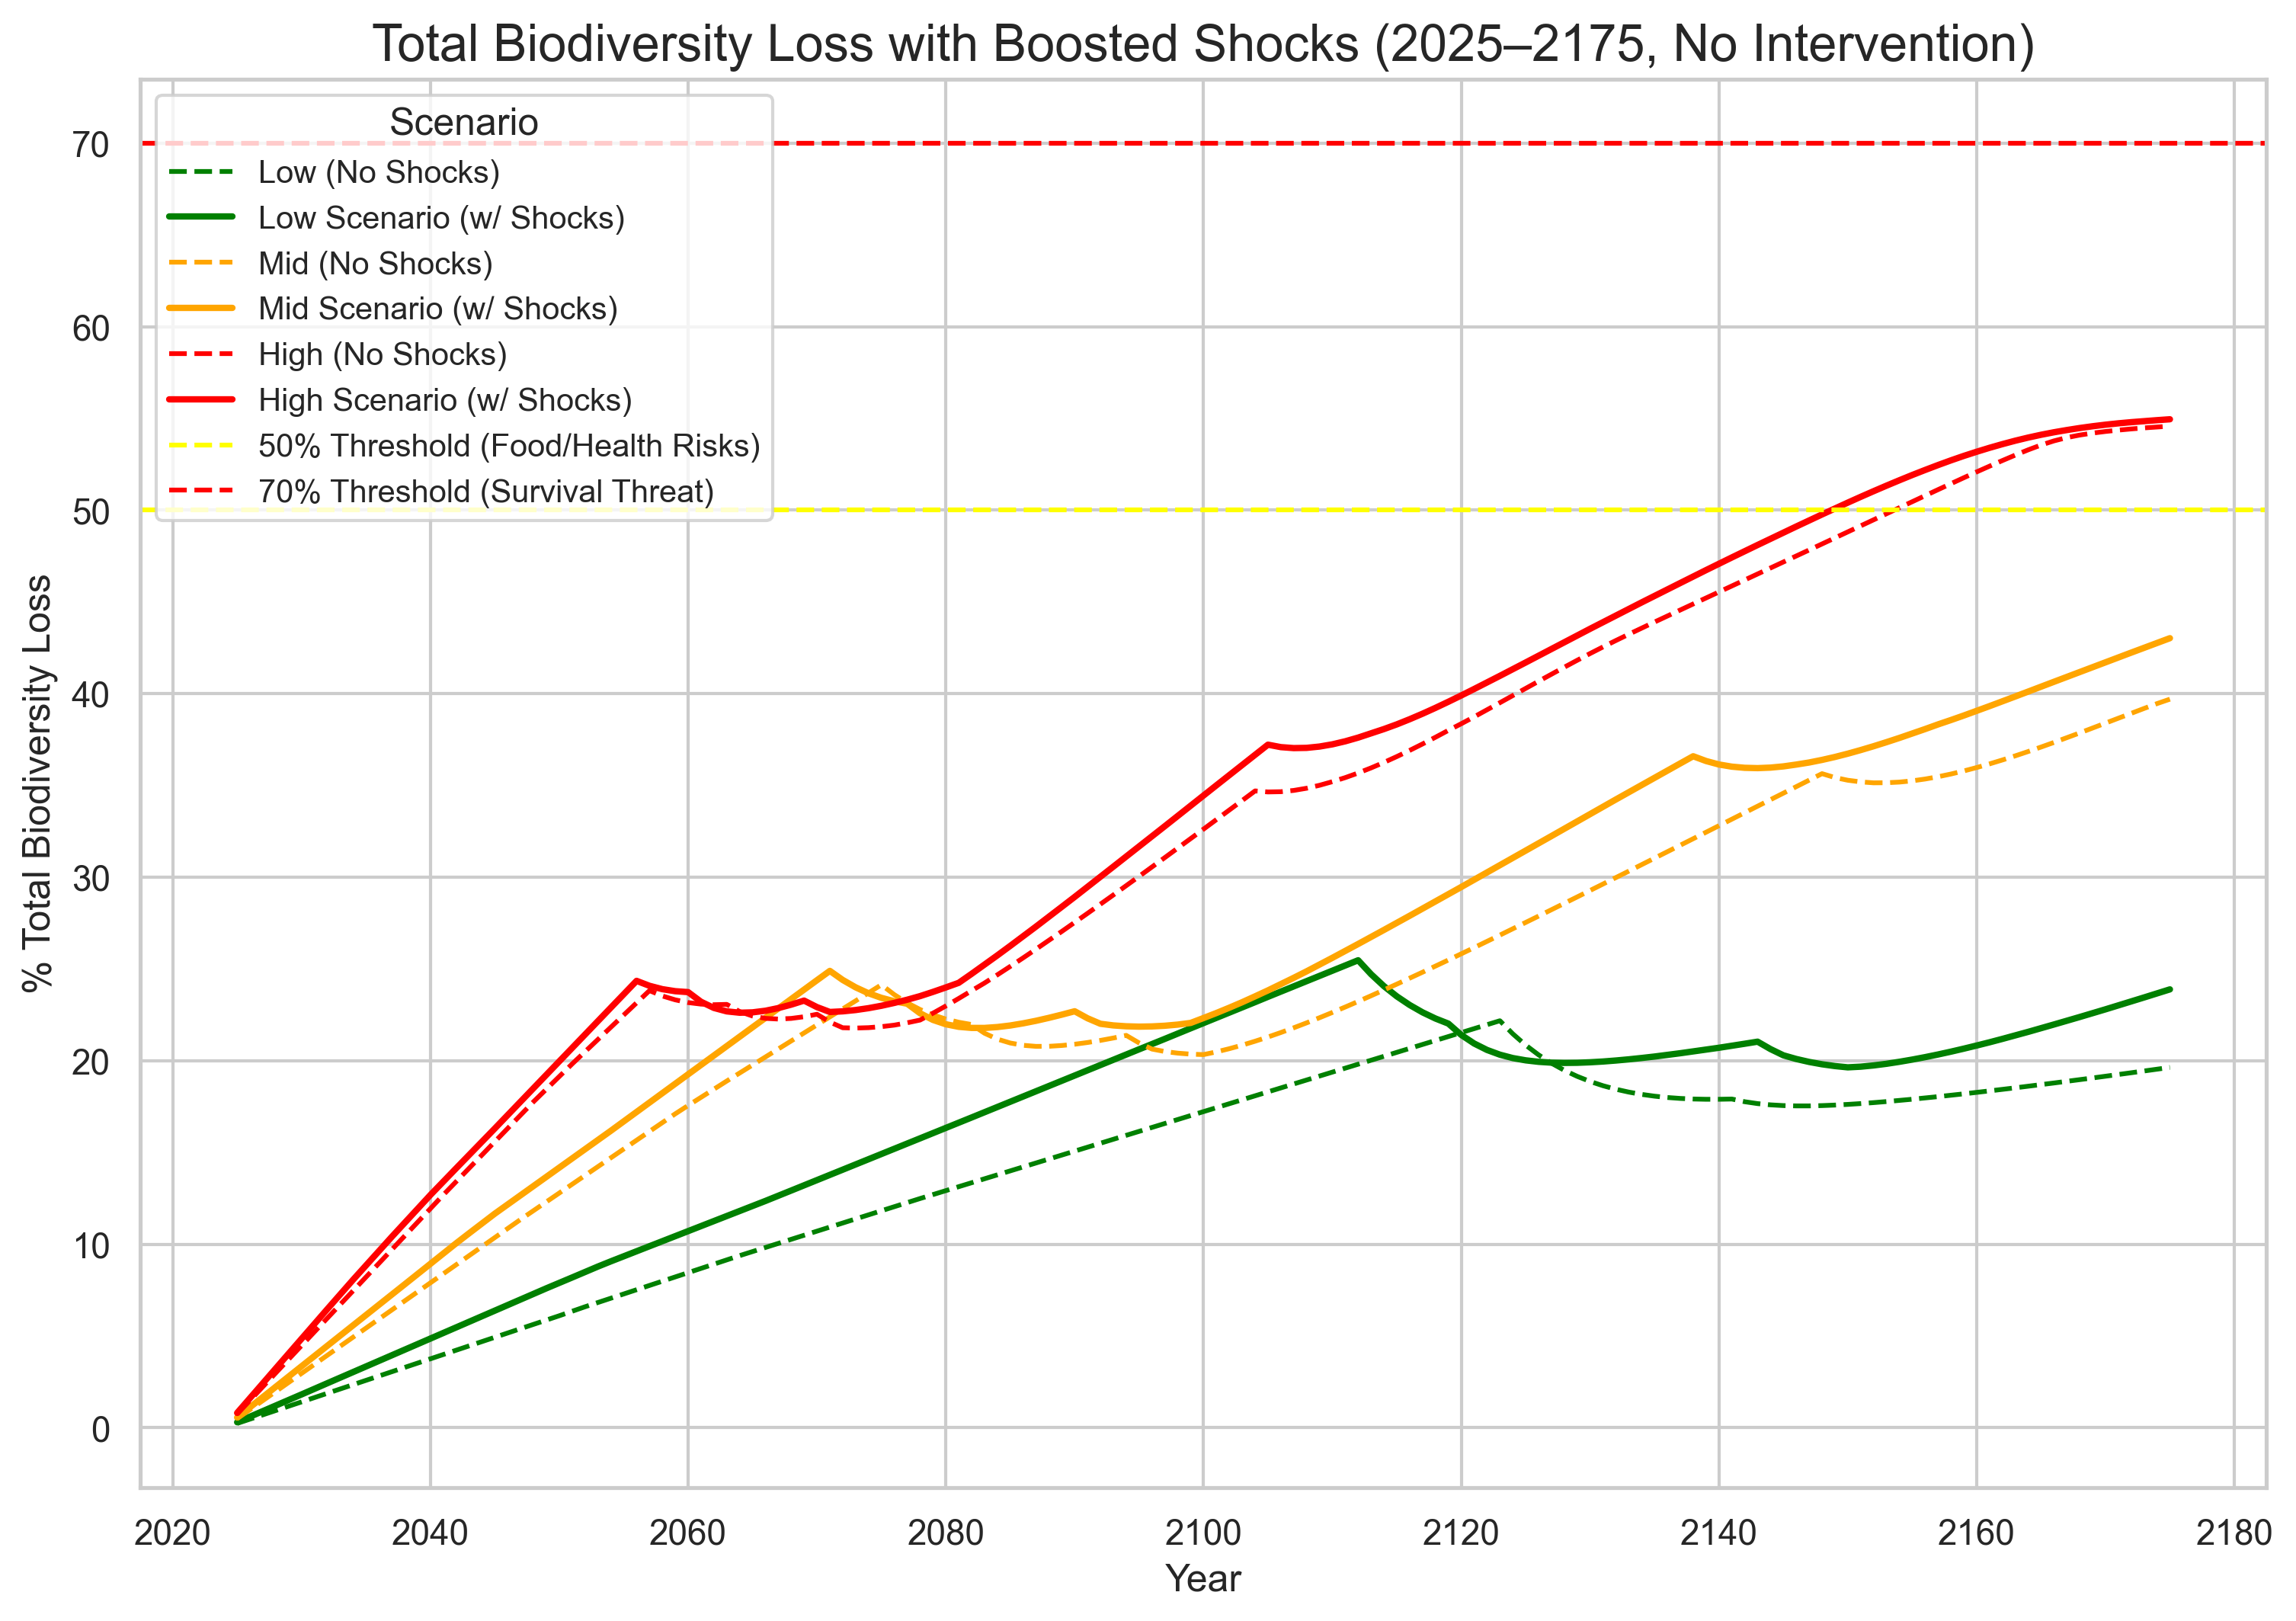 Total Biodiversity Loss with Boosted Shocks (2025–2175, No Intervention)
Scenario
Low (No Shocks)
Low Scenario (w/ Shocks)
Mid (No Shocks)
Mid Scenario (w/ Shocks)
High (No Shocks)
High Scenario (w/ Shocks)
50% Threshold (Food/Health Risks)
70% Threshold (Survival Threat)
% Total Biodiversity Loss
70
60
50
40
30
20
10
0
2020 2040 2060 2080 2100 2120 2140 2160 2180
Year